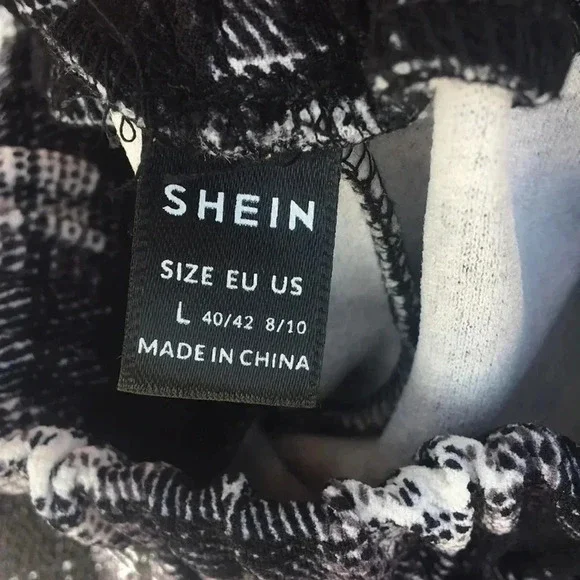 SHEIN
SIZE EU US
L 40/42 8/10
MADE IN CHINA